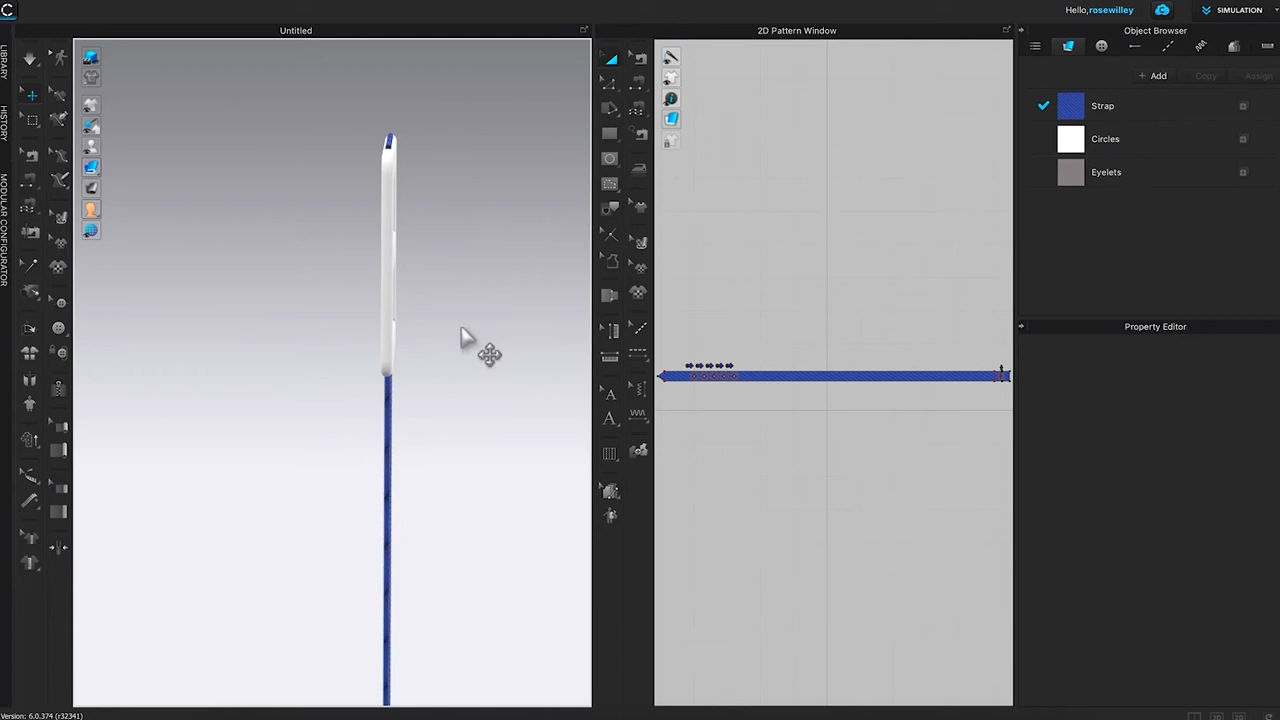 Hello,rosewilley
SIMULATION
Untitled
2D Pattern Window
Object Browser
LIBRARY
HISTORY
MODULAR CONFIGURATOR
+ Add
Copy
Assign
Strap
Circles
Eyelets
Property Editor
A
A
Version: 6.0.374 (r32341)